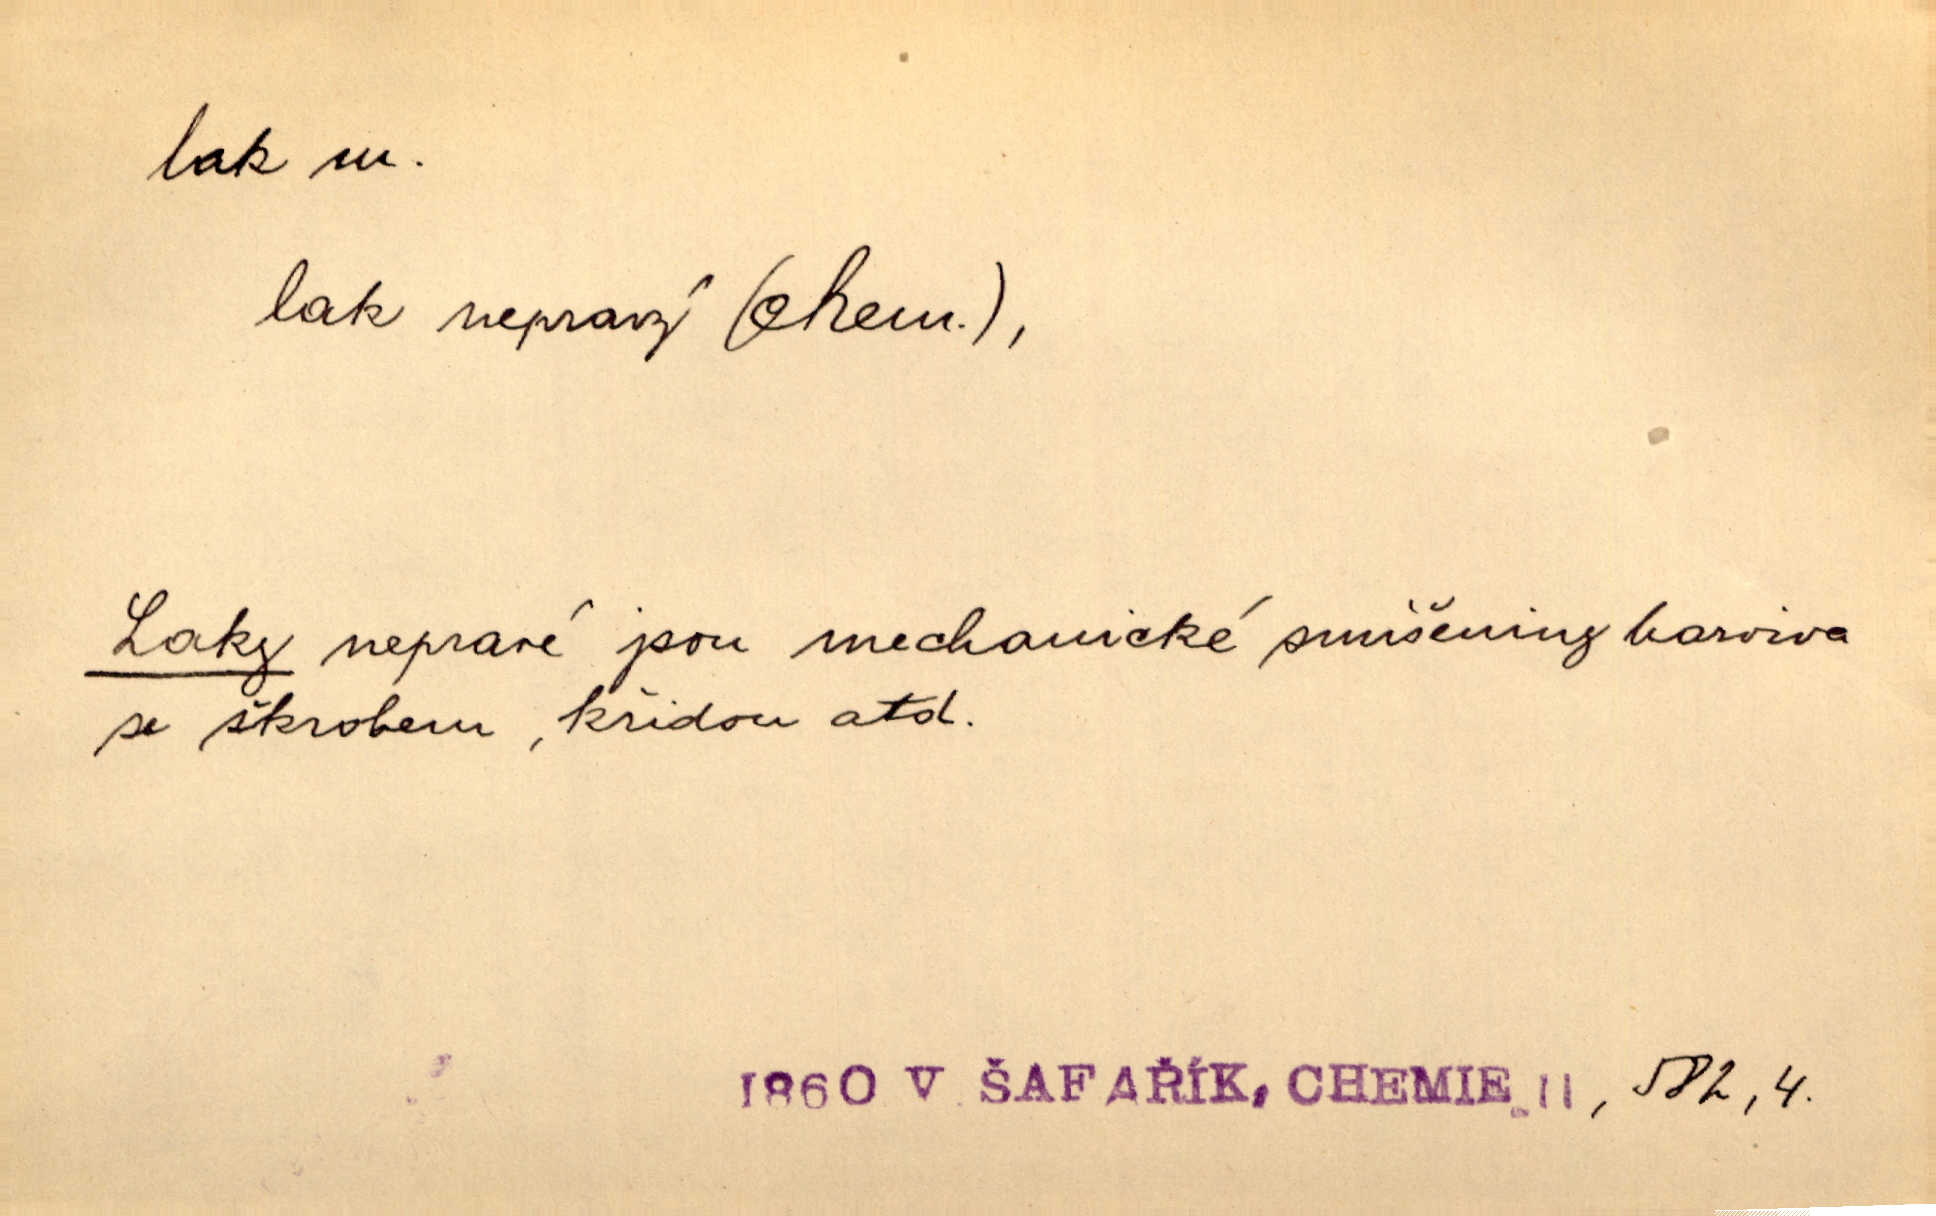 lak m.
lak nepravý (chem.),
Laky nepravé jsou mechanické smíšeniny barviva
se škrobem, křídou atd.
1860 V ŠAFAŘÍK, CHEMIE II, 582, 4.